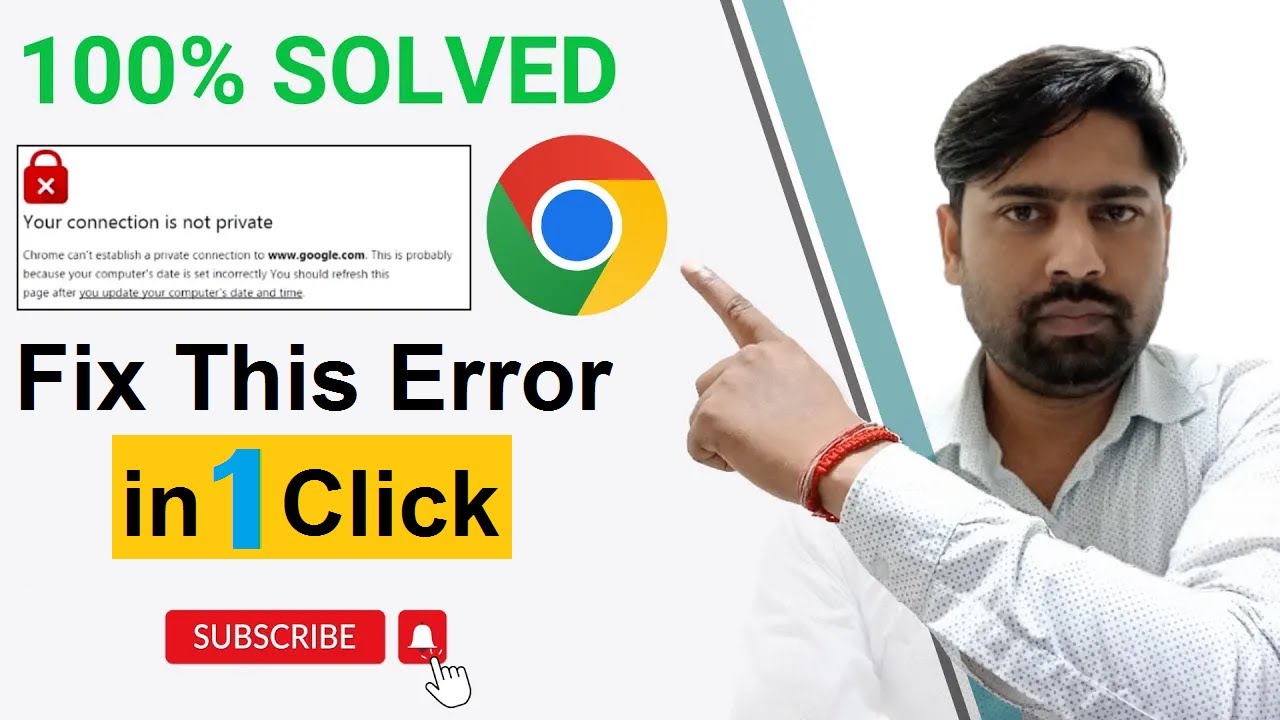 100% SOLVED
Your connection is not private
Chrome can't establish a private connection to www.google.com. This is probably
because your computer's date is set incorrectly You should refresh this
page after you update your computer's date and time.
Fix This Error
in 1 Click
SUBSCRIBE